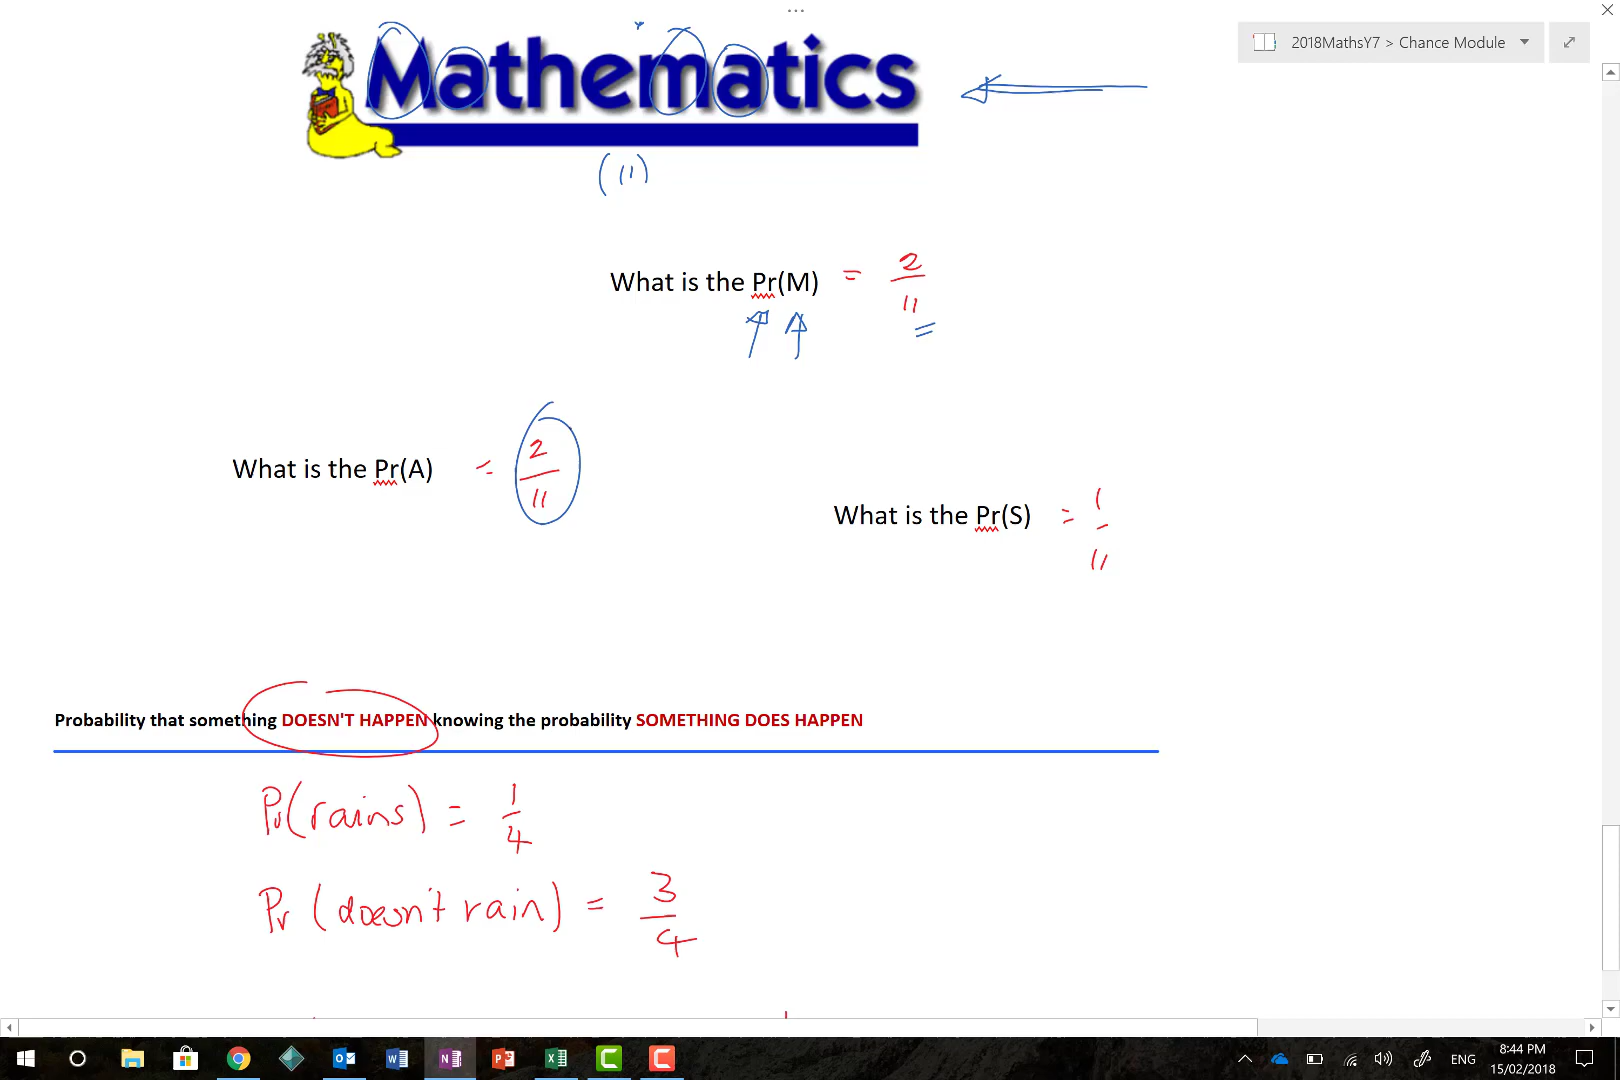 2018MathsY7 > Chance Module
Mathematics
(11)
What is the Pr(M) = 2/11
What is the Pr(A) = 2/11
What is the Pr(S) = 1/11
Probability that something DOESN'T HAPPEN knowing the probability SOMETHING DOES HAPPEN
Pr(rains) = 1/4
Pr (doesn't rain) = 3/4
ENG
8:44 PM
15/02/2018